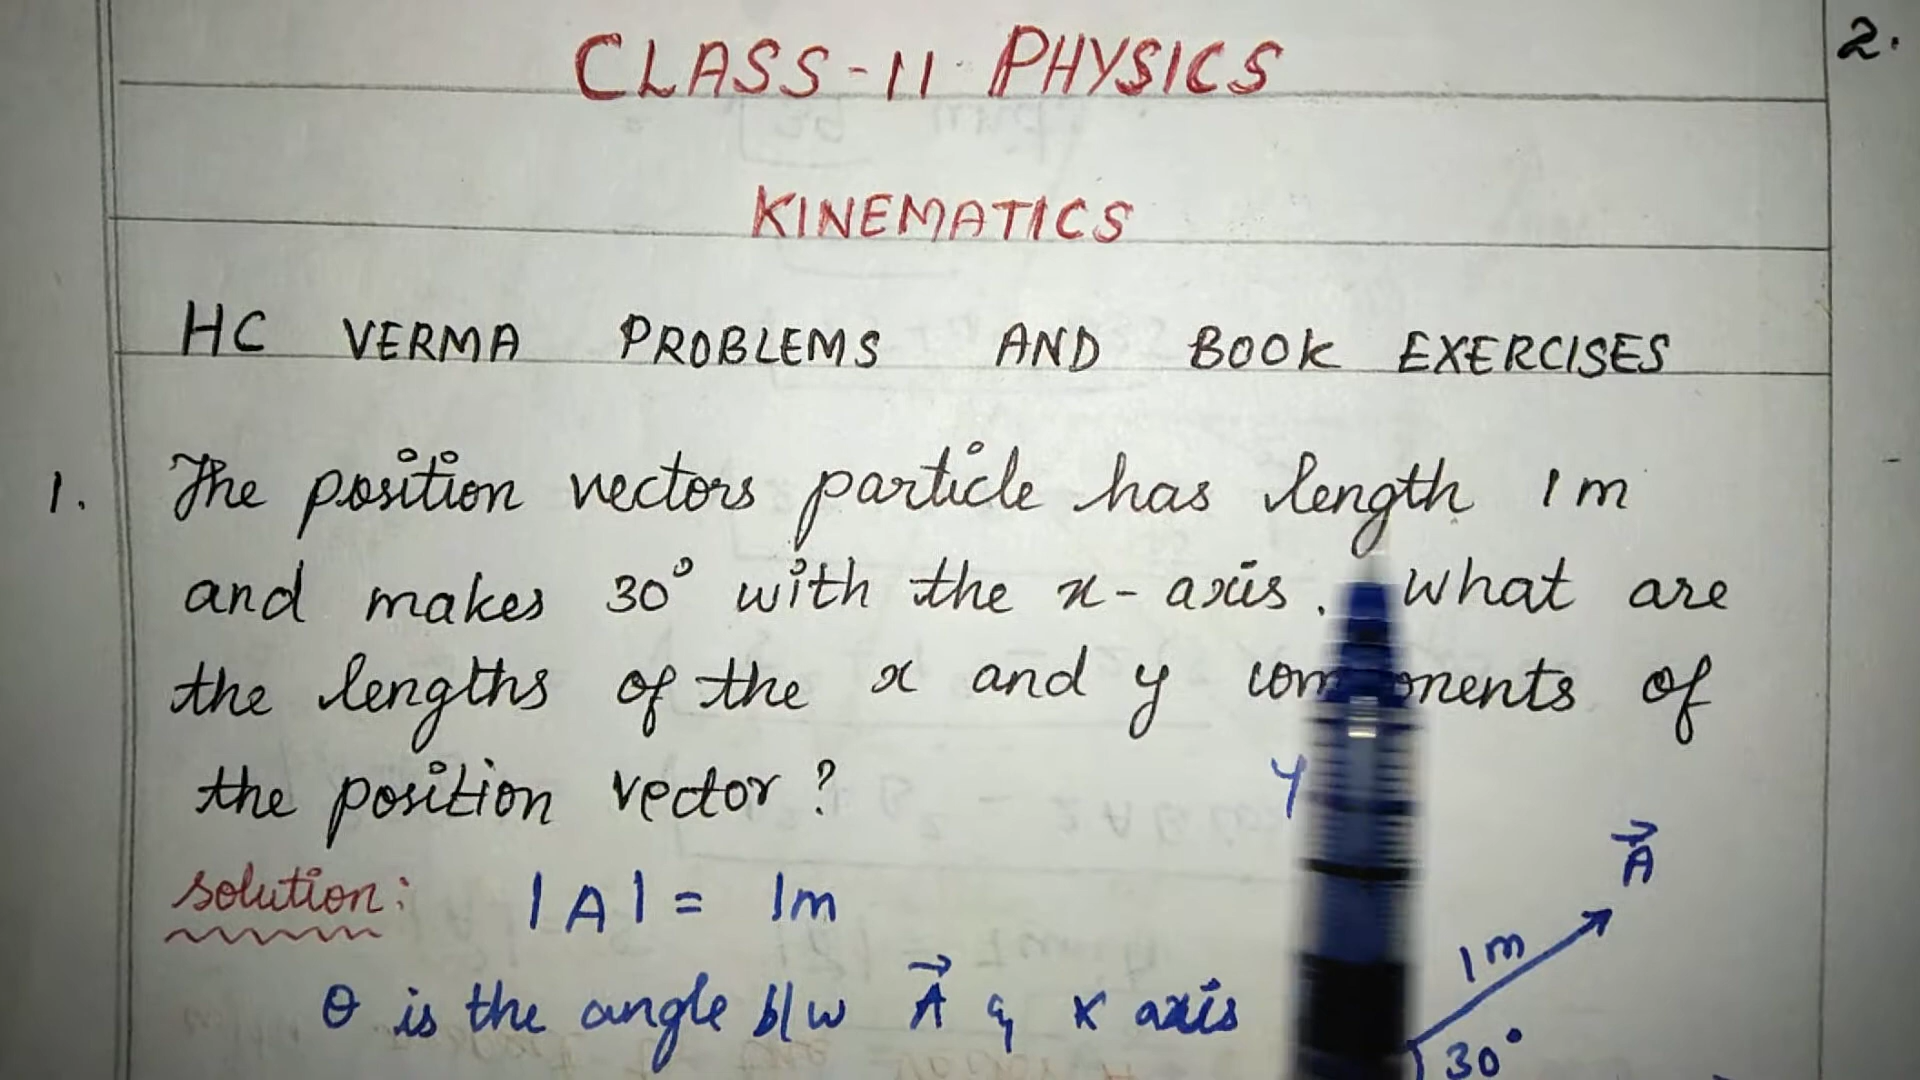 CLASS-11 PHYSICS
2.
KINEMATICS
HC VERMA PROBLEMS AND BOOK EXERCISES
1. The position vectors particle has length 1m
and makes 30° with the x-axis. What are
the lengths of the x and y components of
the position vector?
Y
A⃗
solution: |A| = 1m
1m
θ is the angle b/w A⃗ & X axis
30°